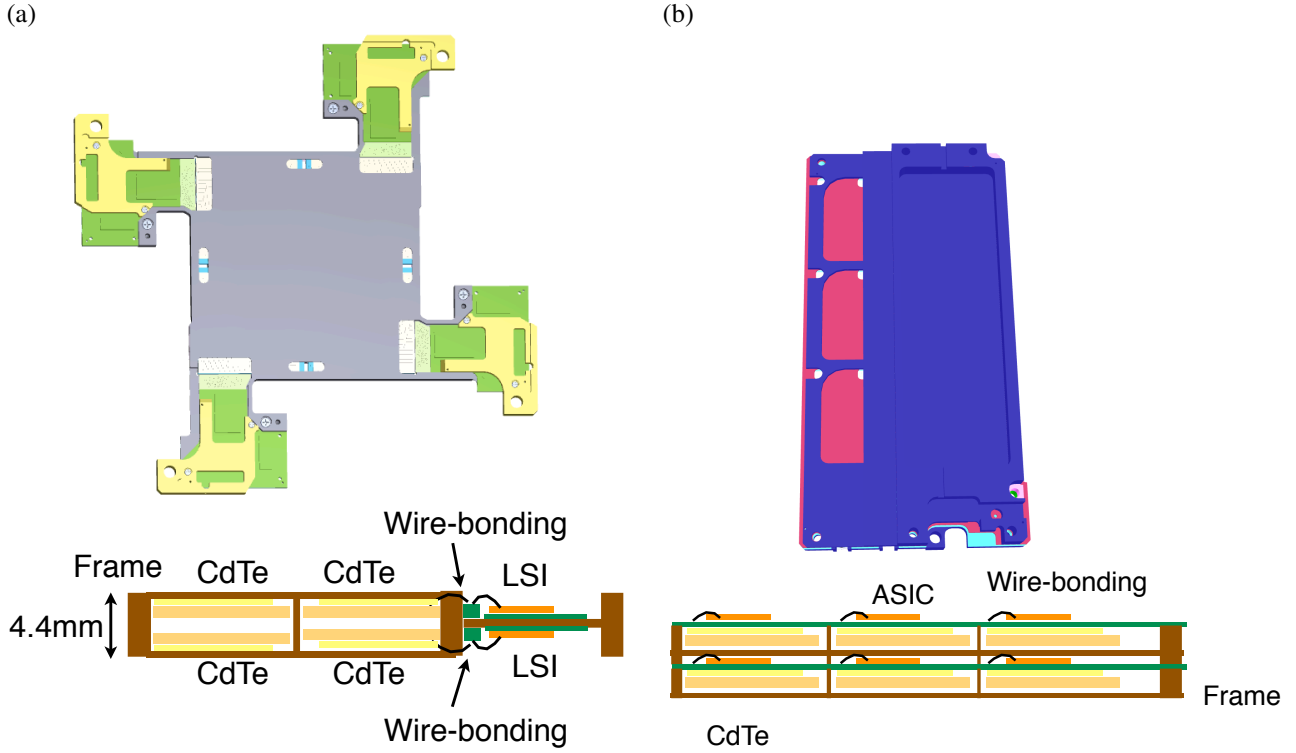 (a)
(b)
Wire-bonding
Frame
CdTe
CdTe
LSI
4.4mm
CdTe
CdTe
LSI
Wire-bonding
ASIC
Wire-bonding
Frame
CdTe